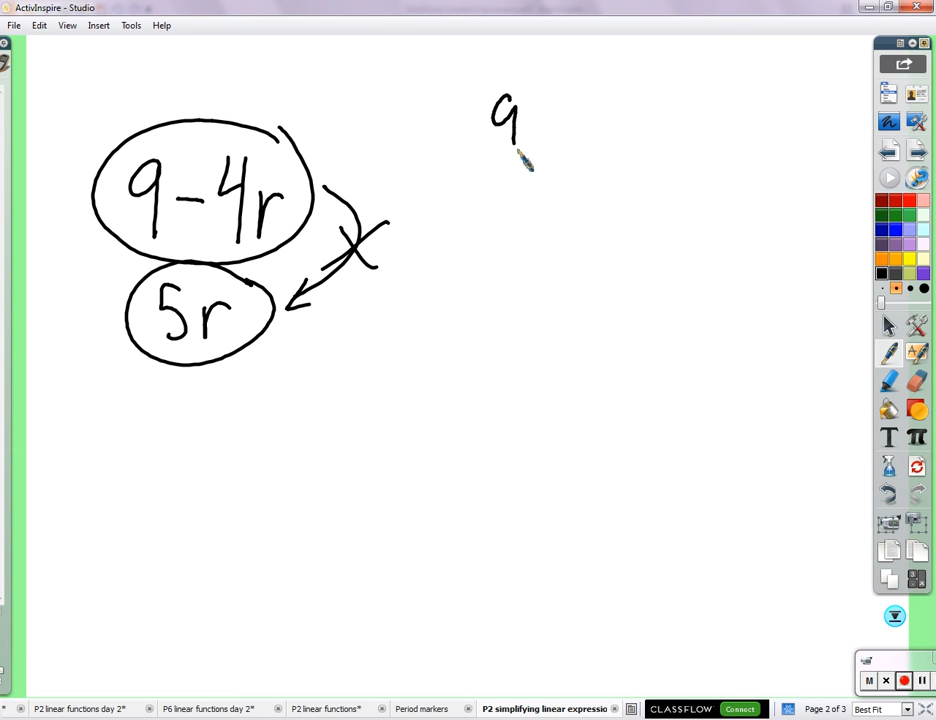 ActivInspire - Studio
File Edit View Insert Tools Help
9
9 - 4r
5r
M
P2 linear functions day 2* P6 linear functions day 2* P2 linear functions* Period markers P2 simplifying linear expressio CLASSFLOW Connect Page 2 of 3 Best Fit